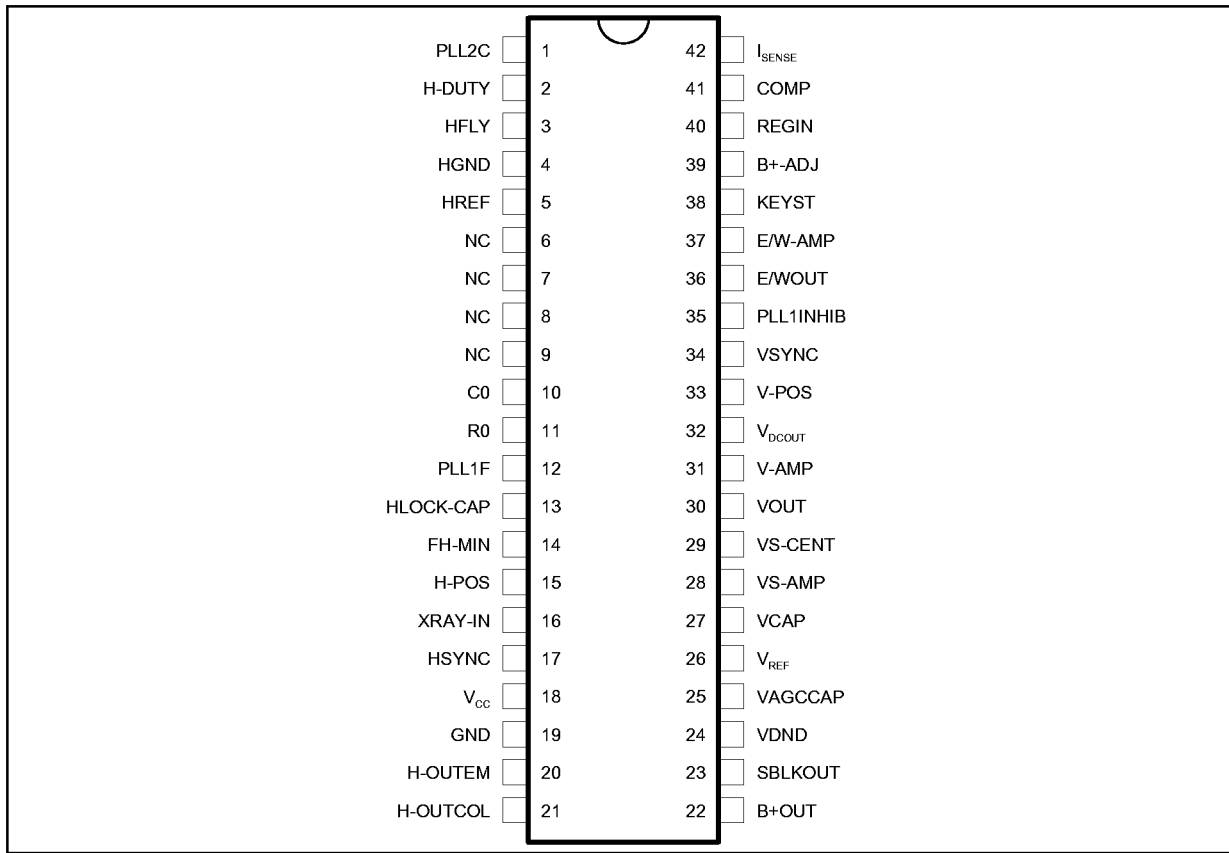 PLL2C 1 42 ISENSE
H-DUTY 2 41 COMP
HFLY 3 40 REGIN
HGND 4 39 B+-ADJ
HREF 5 38 KEYST
NC 6 37 E/W-AMP
NC 7 36 E/WOUT
NC 8 35 PLL1INHIB
NC 9 34 VSYNC
C0 10 33 V-POS
R0 11 32 VDCOUT
PLL1F 12 31 V-AMP
HLOCK-CAP 13 30 VOUT
FH-MIN 14 29 VS-CENT
H-POS 15 28 VS-AMP
XRAY-IN 16 27 VCAP
HSYNC 17 26 VREF
VCC 18 25 VAGCCAP
GND 19 24 VDND
H-OUTEM 20 23 SBLKOUT
H-OUTCOL 21 22 B+OUT